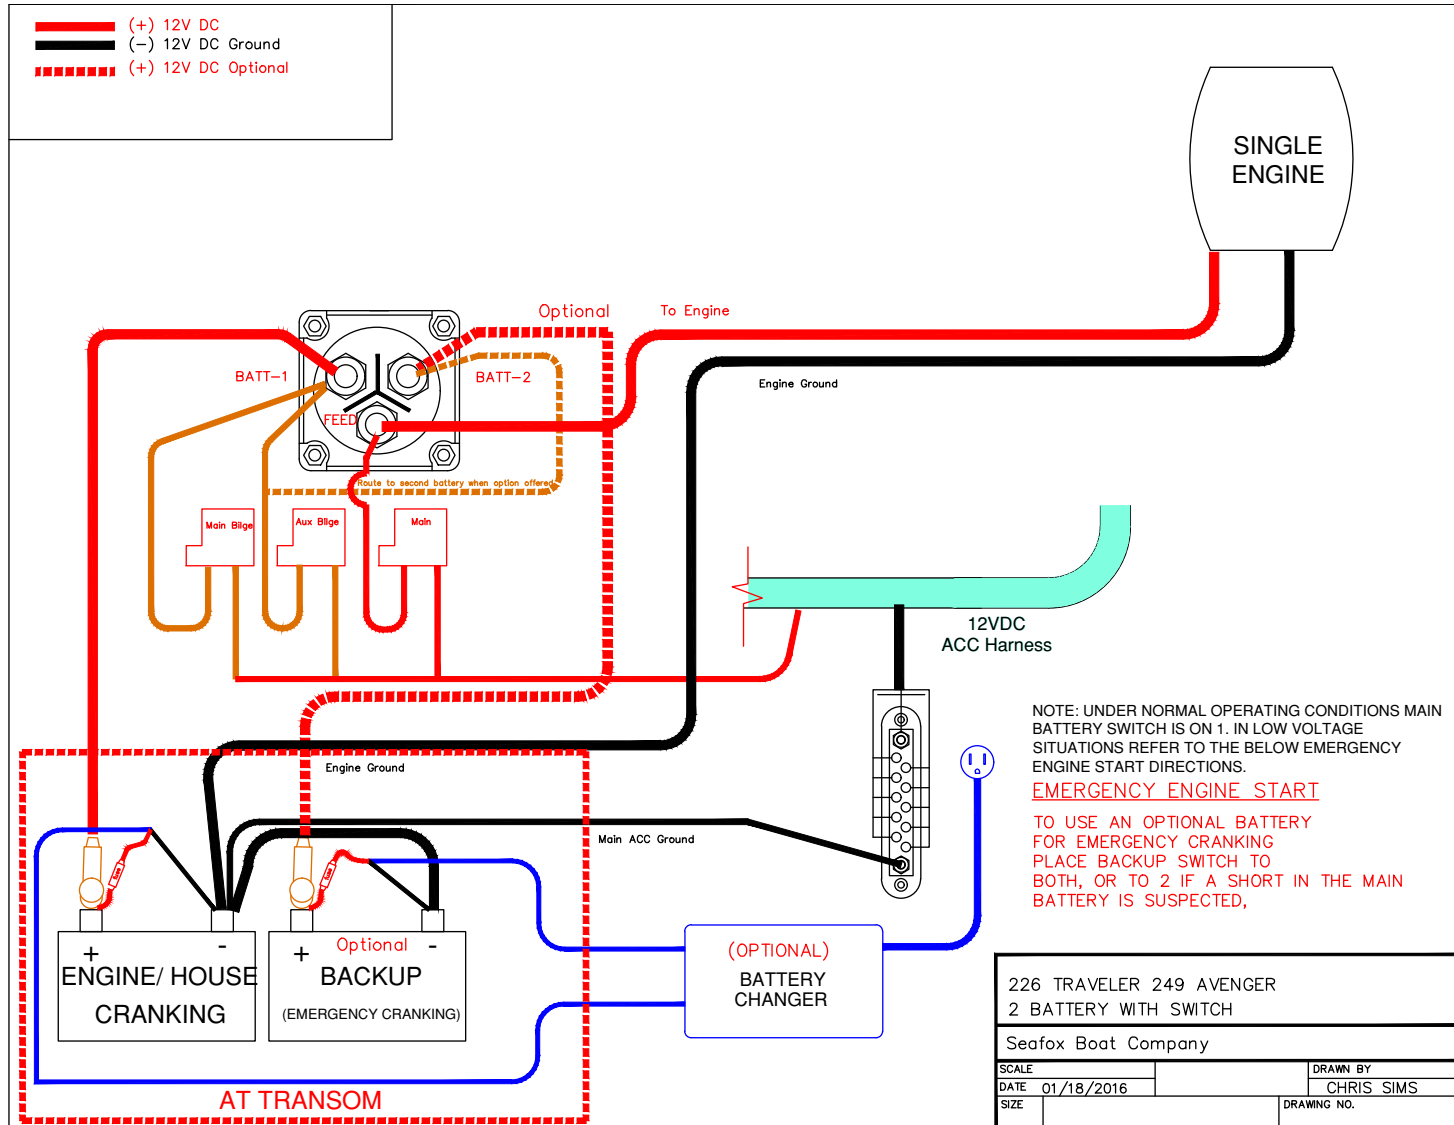 (+) 12V DC
(-) 12V DC Ground
(+) 12V DC Optional
SINGLE
ENGINE
Optional
To Engine
BATT-1
BATT-2
Engine Ground
FEED
Route to second battery when option offered
Main Bilge
Aux Bilge
Main
12VDC
ACC Harness
NOTE: UNDER NORMAL OPERATING CONDITIONS MAIN
BATTERY SWITCH IS ON 1. IN LOW VOLTAGE
SITUATIONS REFER TO THE BELOW EMERGENCY
ENGINE START DIRECTIONS.
EMERGENCY ENGINE START
TO USE AN OPTIONAL BATTERY
FOR EMERGENCY CRANKING
PLACE BACKUP SWITCH TO
BOTH, OR TO 2 IF A SHORT IN THE MAIN
BATTERY IS SUSPECTED,
Engine Ground
Main ACC Ground
fuse
fuse
+ -
ENGINE/ HOUSE
CRANKING
+ Optional -
BACKUP
(EMERGENCY CRANKING)
(OPTIONAL)
BATTERY
CHANGER
AT TRANSOM
226 TRAVELER 249 AVENGER
2 BATTERY WITH SWITCH
Seafox Boat Company
SCALE
DRAWN BY
DATE 01/18/2016
CHRIS SIMS
SIZE
DRAWING NO.